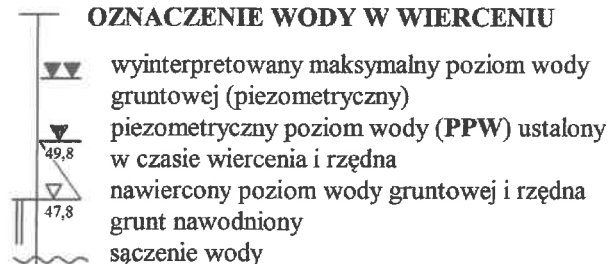 OZNACZENIE WODY W WIERCENIU
wyinterpretowany maksymalny poziom wody
gruntowej (piezometryczny)
piezometryczny poziom wody (PPW) ustalony
49,8
w czasie wiercenia i rzędna
nawiercony poziom wody gruntowej i rzędna
47,8
grunt nawodniony
sączenie wody